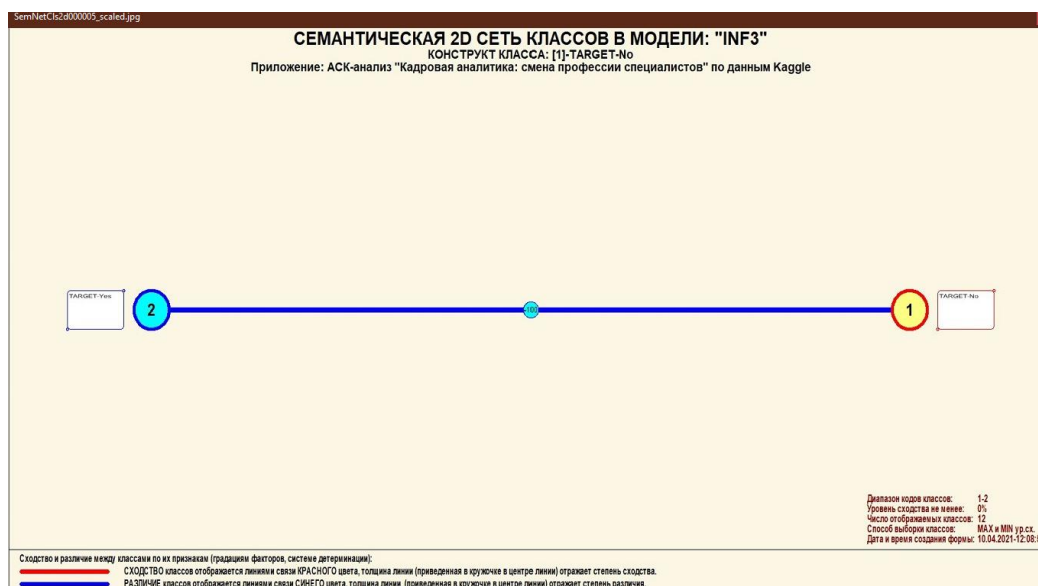 SemNetCls2d000005_scaled.jpg
СЕМАНТИЧЕСКАЯ 2D СЕТЬ КЛАССОВ В МОДЕЛИ: "INF3"
КОНСТРУКТ КЛАССА: [1]-TARGET-No
Приложение: АСК-анализ "Кадровая аналитика: смена профессии специалистов" по данным Kaggle
TARGET-Yes
2
-100
1
TARGET-No
Диапазон кодов классов: 1-2
Уровень сходства не менее: 0%
Число отображаемых классов: 12
Способ выборки классов: MAX и MIN ур.сх.
Дата и время создания формы: 10.04.2021-12:08:
Сходство и различие между классами по их признакам (градациям факторов, системе детерминации):
СХОДСТВО классов отображается линиями связи КРАСНОГО цвета, толщина линии (приведенная в кружочке в центре линии) отражает степень сходства.
РАЗЛИЧИЕ классов отображается линиями связи СИНЕГО цвета, толщина линии (приведенная в кружочке в центре линии) отражает степень различия.